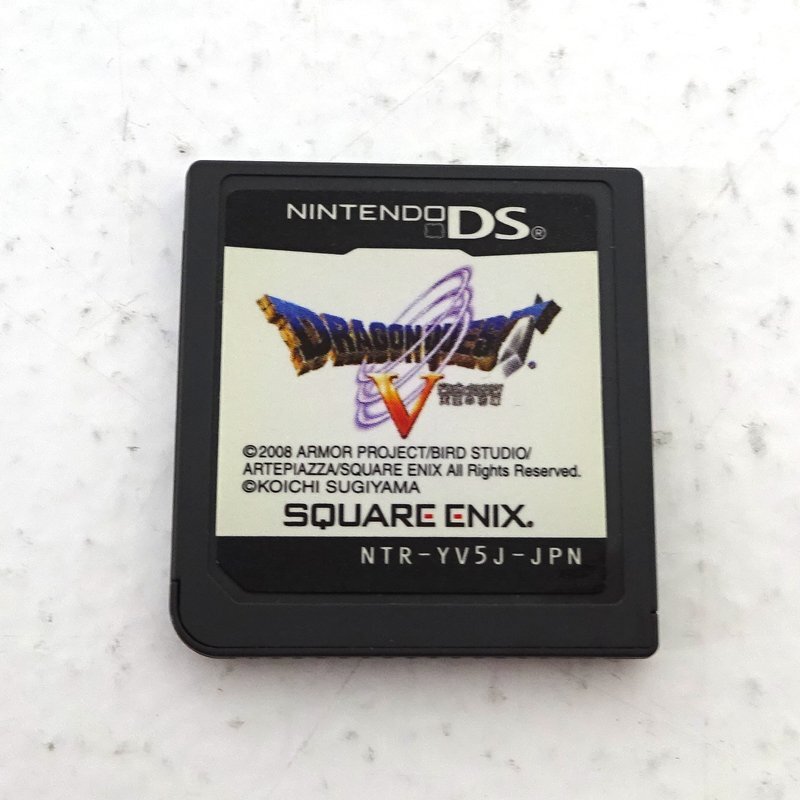 NINTENDO DS®
DRAGON QUEST®
V
©2008 ARMOR PROJECT/BIRD STUDIO/
ARTEPIAZZA/SQUARE ENIX All Rights Reserved.
©KOICHI SUGIYAMA
SQUARE ENIX.
NTR-YV5J-JPN